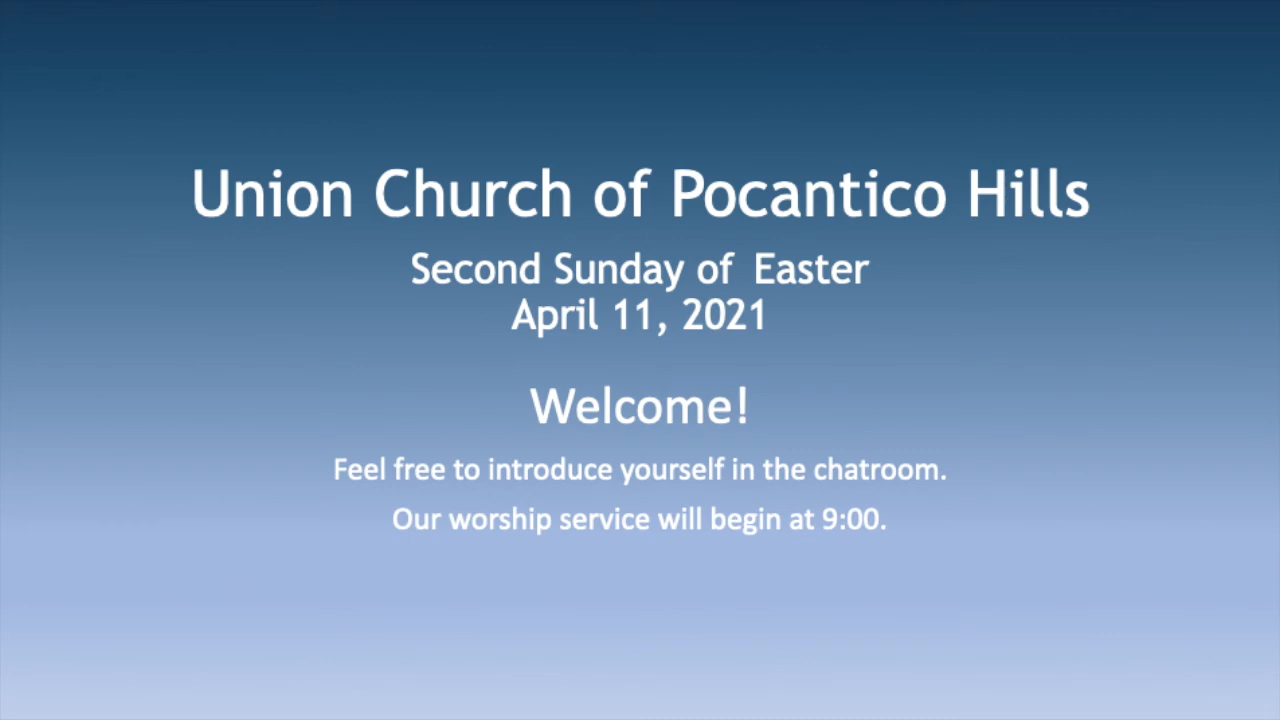 Union Church of Pocantico Hills
Second Sunday of Easter
April 11, 2021
Welcome!
Feel free to introduce yourself in the chatroom.
Our worship service will begin at 9:00.